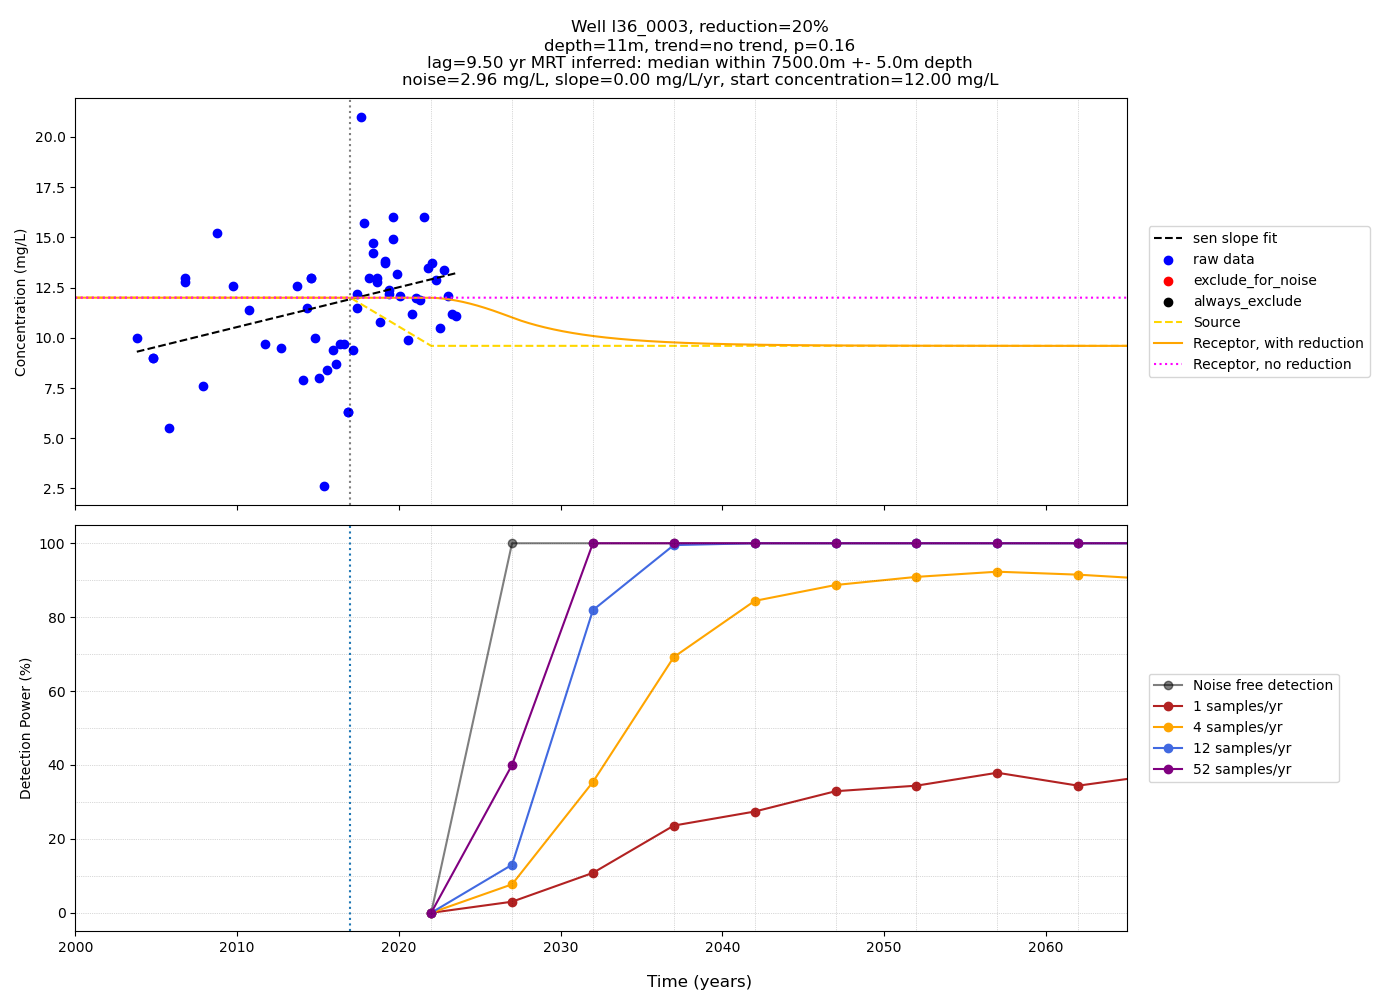 Well l36_0003, reduction=20%
depth=11m, trend=no trend, p=0.16
lag=9.50 yr MRT inferred: median within 7500.0m +- 5.0m depth
noise=2.96 mg/L, slope=0.00 mg/L/yr, start concentration=12.00 mg/L
Concentration (mg/L)
20.0
17.5
15.0
12.5
10.0
7.5
5.0
2.5
sen slope fit
raw data
exclude_for_noise
always_exclude
Source
Receptor, with reduction
Receptor, no reduction
Detection Power (%)
100
80
60
40
20
0
Noise free detection
1 samples/yr
4 samples/yr
12 samples/yr
52 samples/yr
2000
2010
2020
2030
2040
2050
2060
Time (years)